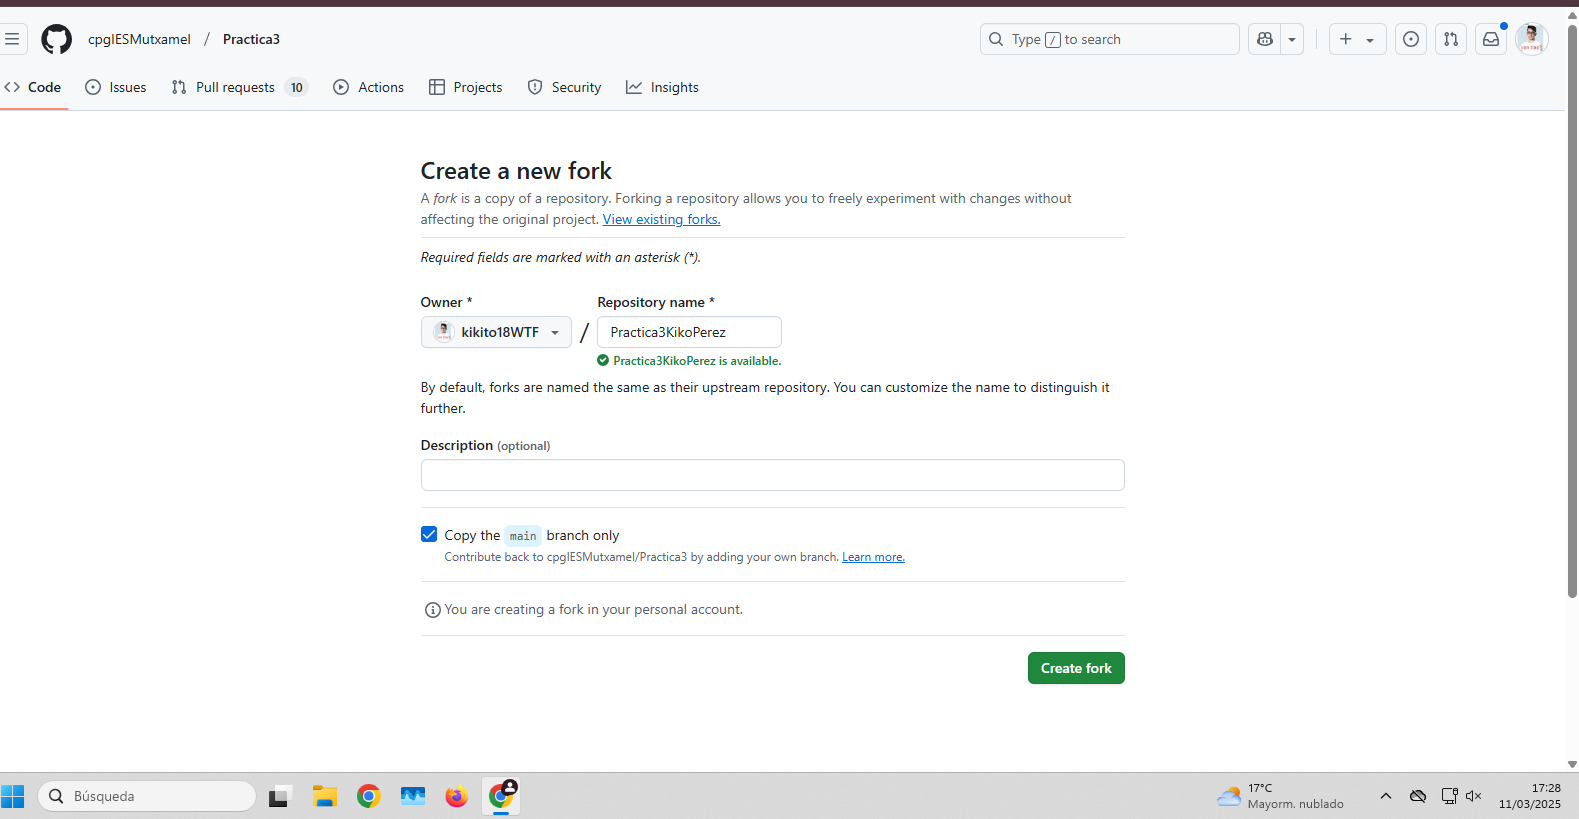 cpgIESMutxamel / Practica3
Type / to search
Code
Issues
Pull requests 10
Actions
Projects
Security
Insights
Create a new fork
A fork is a copy of a repository. Forking a repository allows you to freely experiment with changes without
affecting the original project. View existing forks.
Required fields are marked with an asterisk (*).
Owner *
Repository name *
kikito18WTF / Practica3KikoPerez
Practica3KikoPerez is available.
By default, forks are named the same as their upstream repository. You can customize the name to distinguish it
further.
Description (optional)
Copy the main branch only
Contribute back to cpgIESMutxamel/Practica3 by adding your own branch. Learn more.
You are creating a fork in your personal account.
Create fork
Búsqueda
17°C
Mayorm. nublado
17:28
11/03/2025